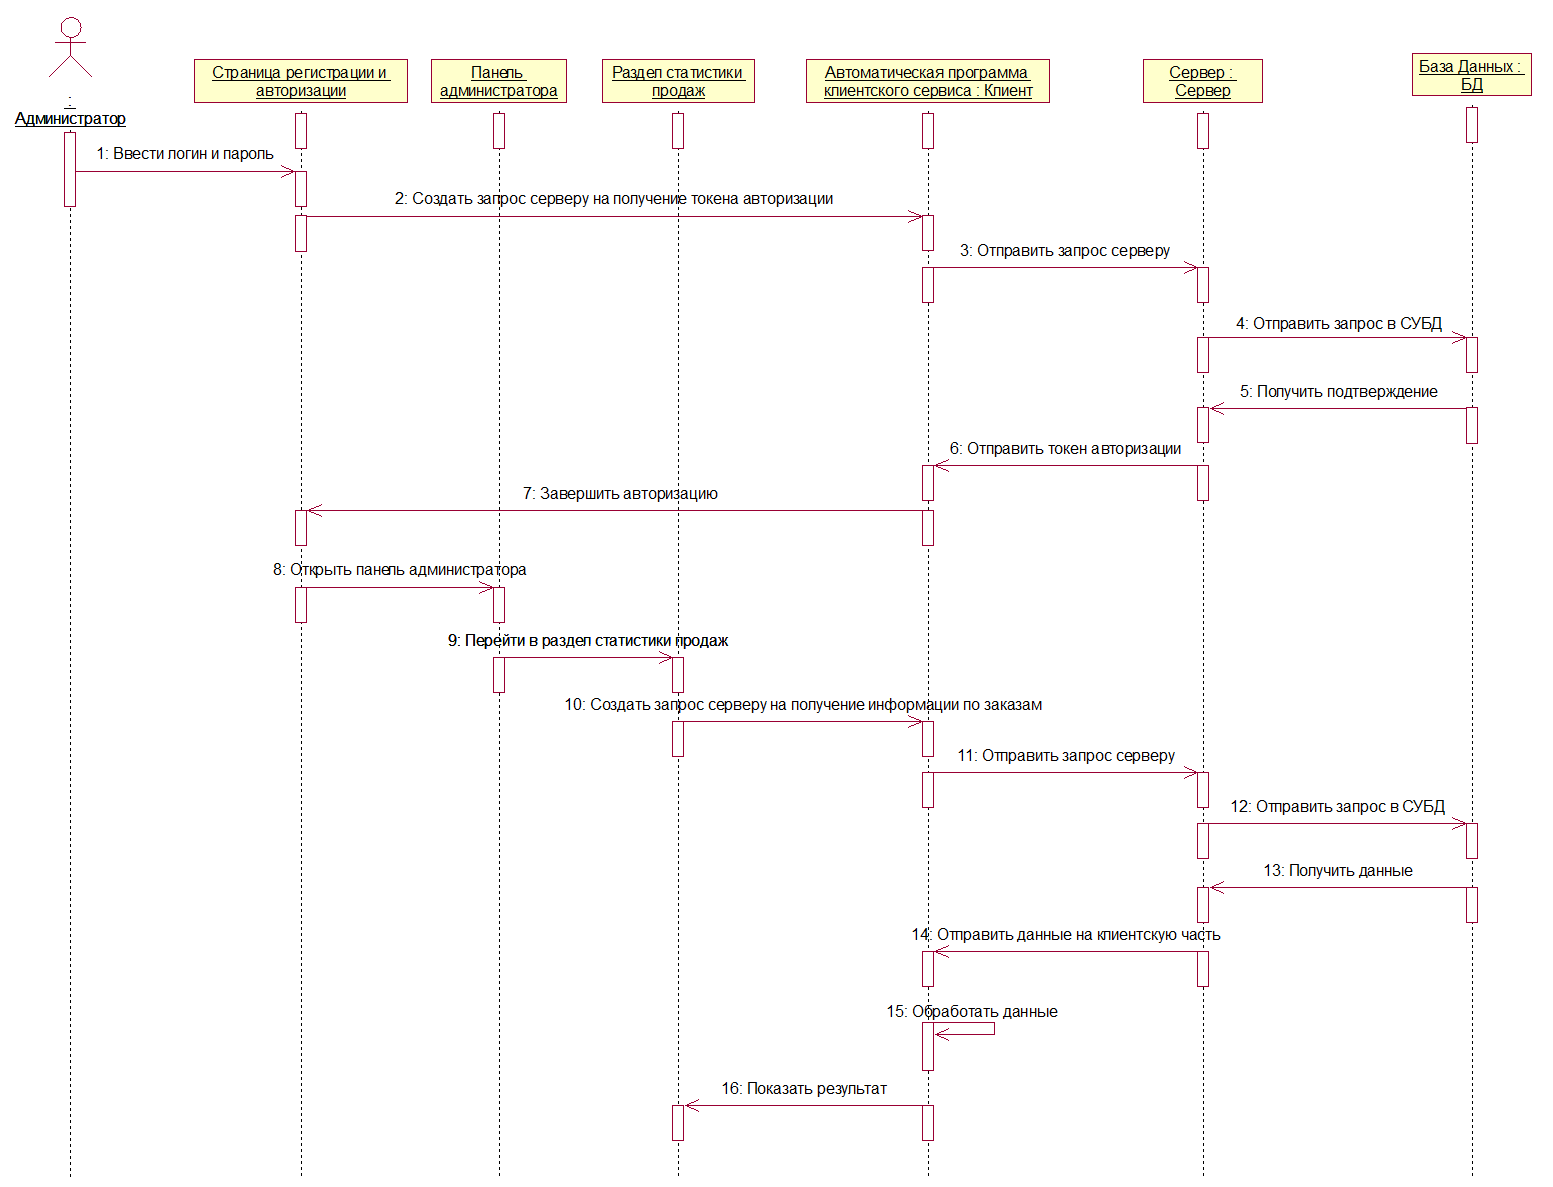 Страница регистрации и
авторизации
Панель
администратора
Раздел статистики
продаж
Автоматическая программа
клиентского сервиса : Клиент
Сервер :
Сервер
База Данных :
БД
:
Администратор
1: Ввести логин и пароль
2: Создать запрос серверу на получение токена авторизации
3: Отправить запрос серверу
4: Отправить запрос в СУБД
5: Получить подтверждение
6: Отправить токен авторизации
7: Завершить авторизацию
8: Открыть панель администратора
9: Перейти в раздел статистики продаж
10: Создать запрос серверу на получение информации по заказам
11: Отправить запрос серверу
12: Отправить запрос в СУБД
13: Получить данные
14: Отправить данные на клиентскую часть
15: Обработать данные
16: Показать результат